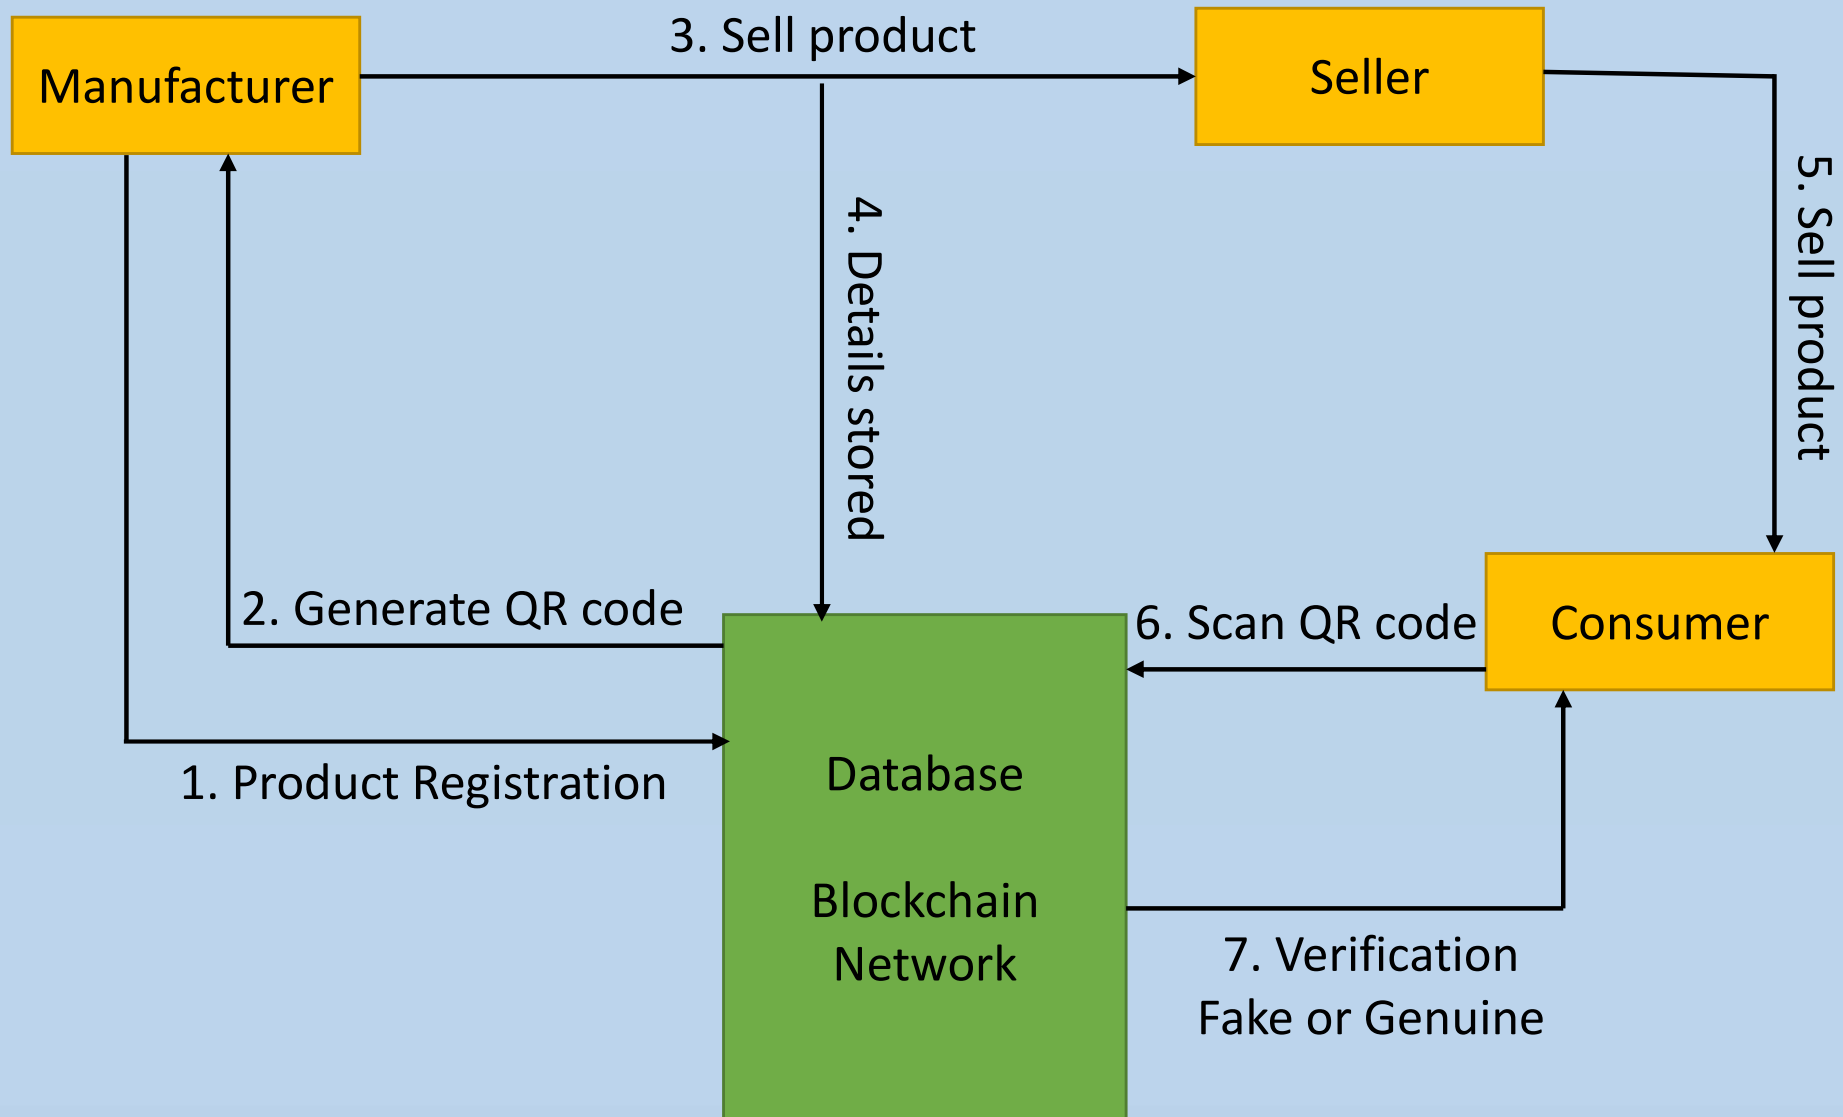 Manufacturer
3. Sell product
Seller
4. Details stored
5. Sell product
2. Generate QR code
6. Scan QR code
Consumer
1. Product Registration
Database
Blockchain
Network
7. Verification
Fake or Genuine